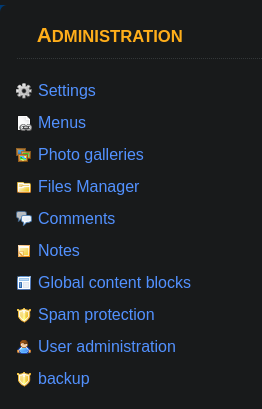 ADMINISTRATION
Settings
Menus
Photo galleries
Files Manager
Comments
Notes
Global content blocks
Spam protection
User administration
backup